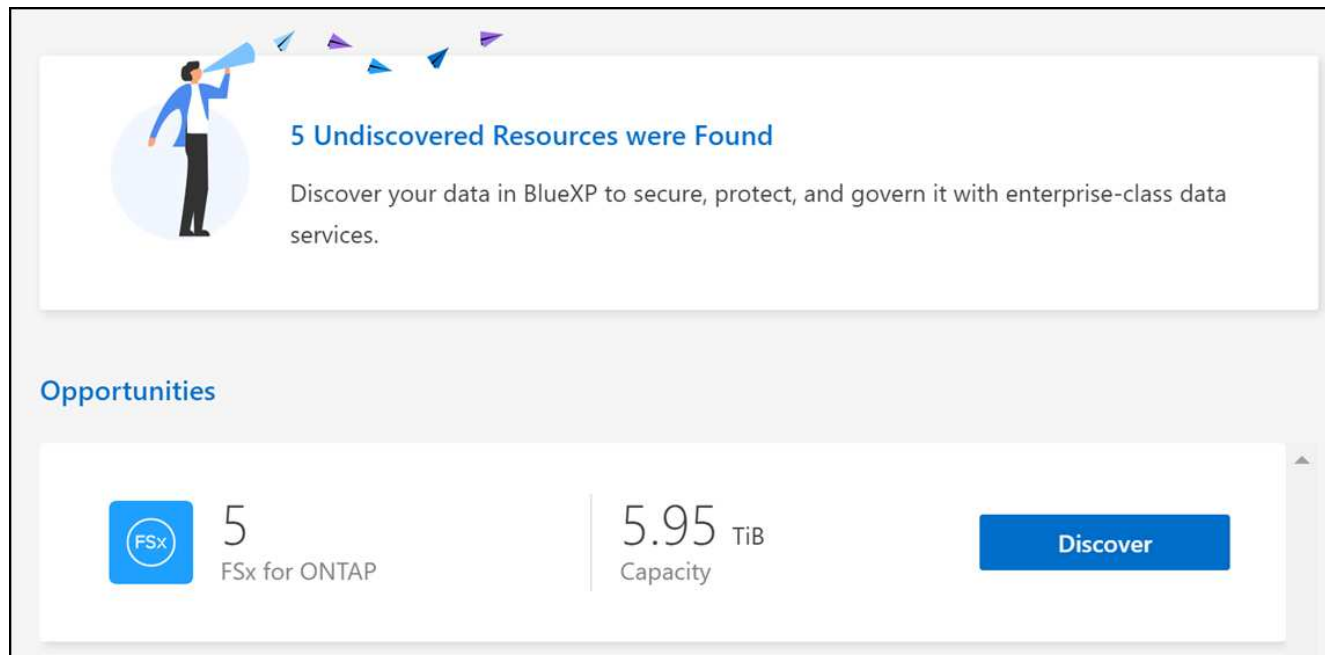 5 Undiscovered Resources were Found
Discover your data in BlueXP to secure, protect, and govern it with enterprise-class data
services.
Opportunities
FSx
5
FSx for ONTAP
5.95 TiB
Capacity
Discover